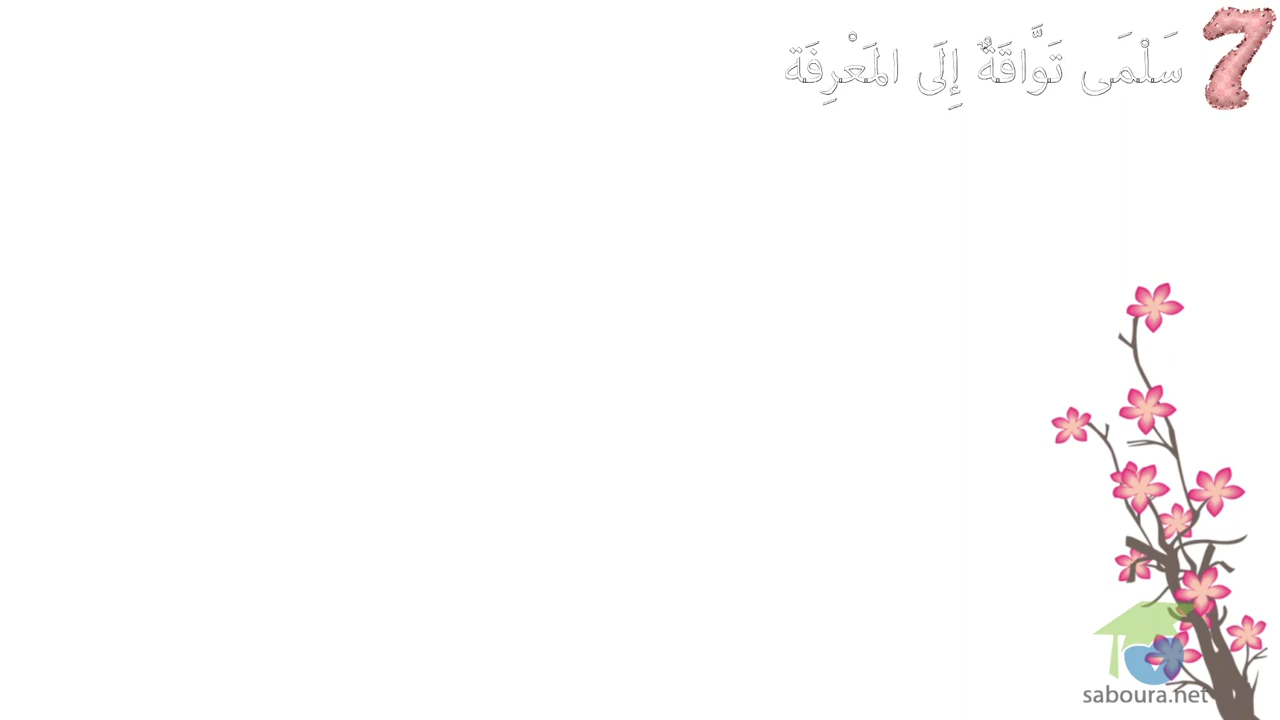 7 سَلْمَى تَوَّاقَةٌ إِلَى المَعْرِفَة
saboura.net